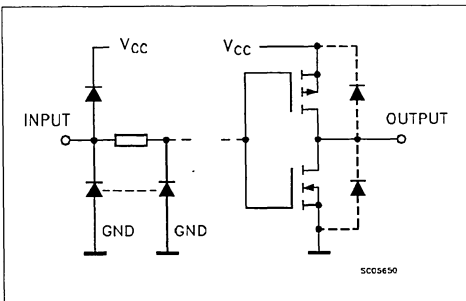 VCC
VCC
INPUT
OUTPUT
GND
GND
SC05650